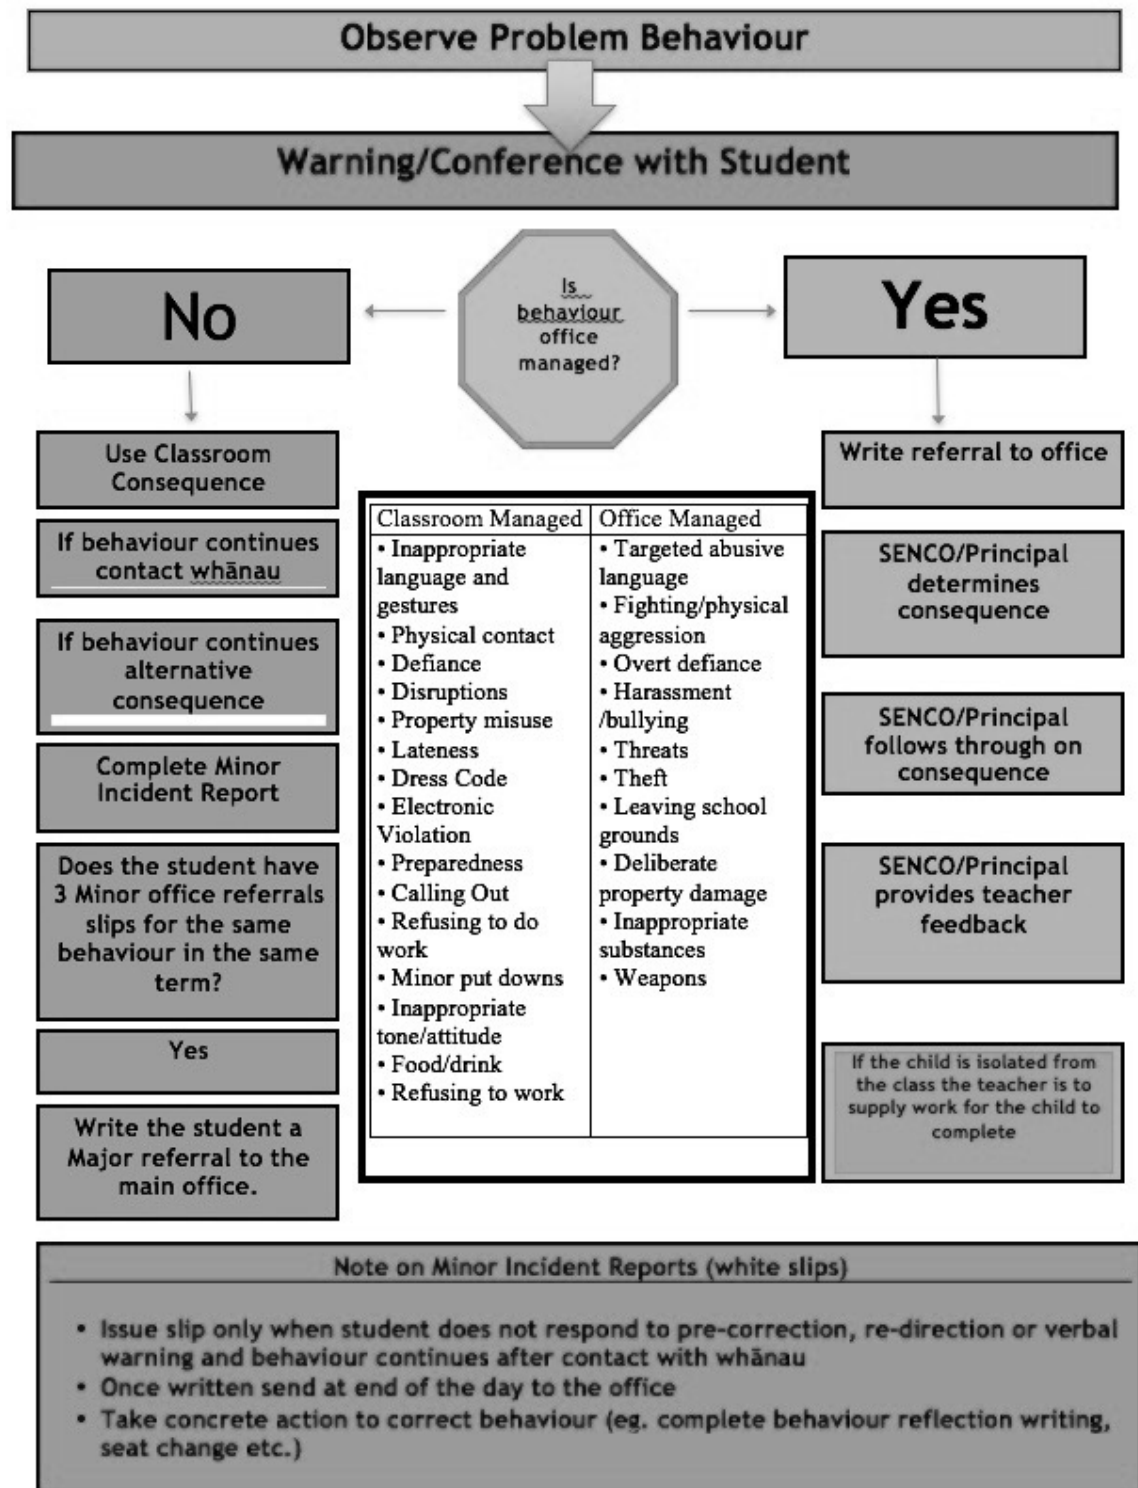 Observe Problem Behaviour
Warning/Conference with Student
Is
behaviour
office
managed?
No
Yes
Use Classroom
Consequence
If behaviour continues
contact whānau
If behaviour continues
alternative
consequence
Complete Minor
Incident Report
Does the student have
3 Minor office referrals
slips for the same
behaviour in the same
term?
Yes
Write the student a
Major referral to the
main office.
Classroom Managed
• Inappropriate
language and
gestures
• Physical contact
• Defiance
• Disruptions
• Property misuse
• Lateness
• Dress Code
• Electronic
Violation
• Preparedness
• Calling Out
• Refusing to do
work
• Minor put downs
• Inappropriate
tone/attitude
• Food/drink
• Refusing to work
Office Managed
• Targeted abusive
language
• Fighting/physical
aggression
• Overt defiance
• Harassment
/bullying
• Threats
• Theft
• Leaving school
grounds
• Deliberate
property damage
• Inappropriate
substances
• Weapons
Write referral to office
SENCO/Principal
determines
consequence
SENCO/Principal
follows through on
consequence
SENCO/Principal
provides teacher
feedback
If the child is isolated from
the class the teacher is to
supply work for the child to
complete
Note on Minor Incident Reports (white slips)
• Issue slip only when student does not respond to pre-correction, re-direction or verbal
warning and behaviour continues after contact with whānau
• Once written send at end of the day to the office
• Take concrete action to correct behaviour (eg. complete behaviour reflection writing,
seat change etc.)